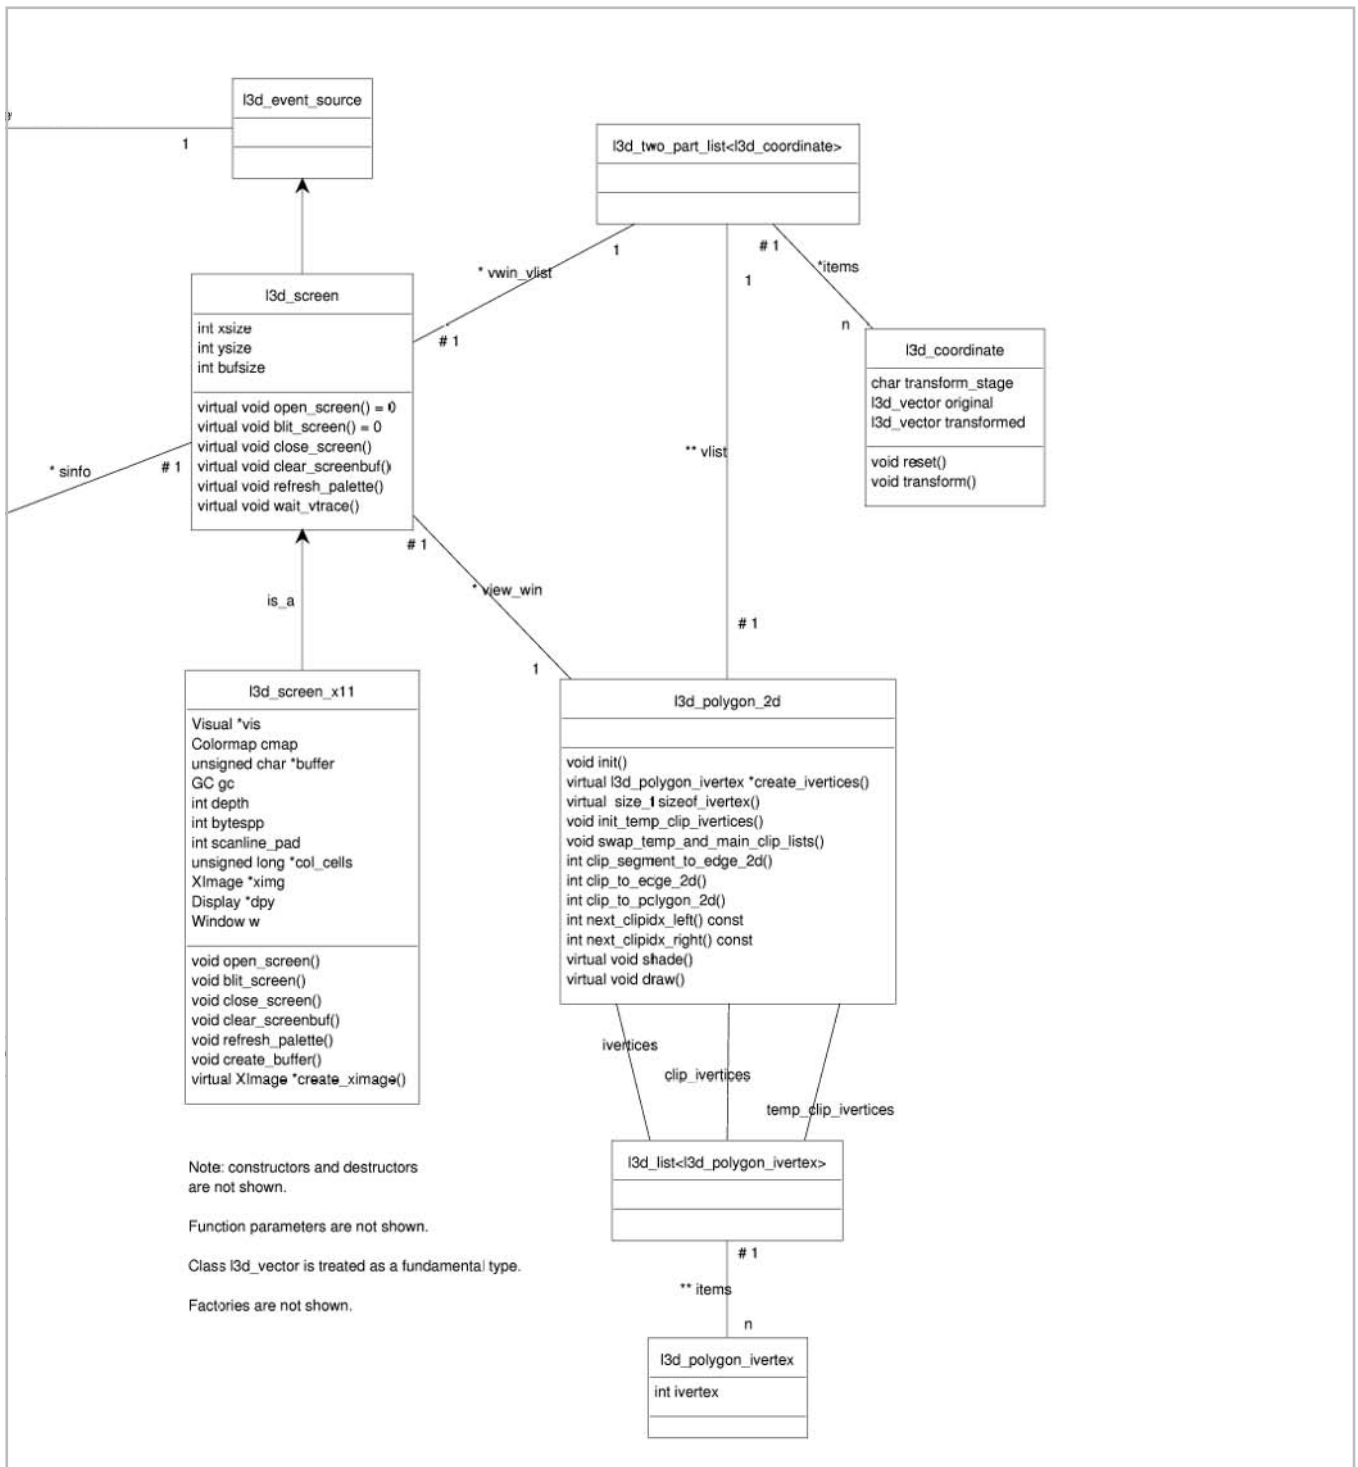 l3d_event_source
1
l3d_two_part_list<l3d_coordinate>
1
# 1
* vwin_vlist
*items
1
n
# 1
l3d_screen
int xsize
int ysize
int bufsize
virtual void open_screen() = 0
virtual void blit_screen() = 0
virtual void close_screen()
virtual void clear_screenbuf()
virtual void refresh_palette()
virtual void wait_vtrace()
l3d_coordinate
char transform_stage
l3d_vector original
l3d_vector transformed
void reset()
void transform()
* sinfo
# 1
** vlist
# 1
* view_win
is_a
# 1
1
l3d_screen_x11
Visual *vis
Colormap cmap
unsigned char *buffer
GC gc
int depth
int bytespp
int scanline_pad
unsigned long *col_cells
XImage *ximg
Display *dpy
Window w
void open_screen()
void blit_screen()
void close_screen()
void clear_screenbuf()
void refresh_palette()
void create_buffer()
virtual XImage *create_ximage()
l3d_polygon_2d
void init()
virtual l3d_polygon_ivertex *create_ivertices()
virtual size_t sizeof_ivertex()
void init_temp_clip_ivertices()
void swap_temp_and_main_clip_lists()
int clip_segment_to_edge_2d()
int clip_to_edge_2d()
int clip_to_polygon_2d()
int next_clipidx_left() const
int next_clipidx_right() const
virtual void shade()
virtual void draw()
ivertices
clip_ivertices
temp_clip_ivertices
l3d_list<l3d_polygon_ivertex>
# 1
** items
n
l3d_polygon_ivertex
int ivertex
Note: constructors and destructors
are not shown.
Function parameters are not shown.
Class l3d_vector is treated as a fundamental type.
Factories are not shown.